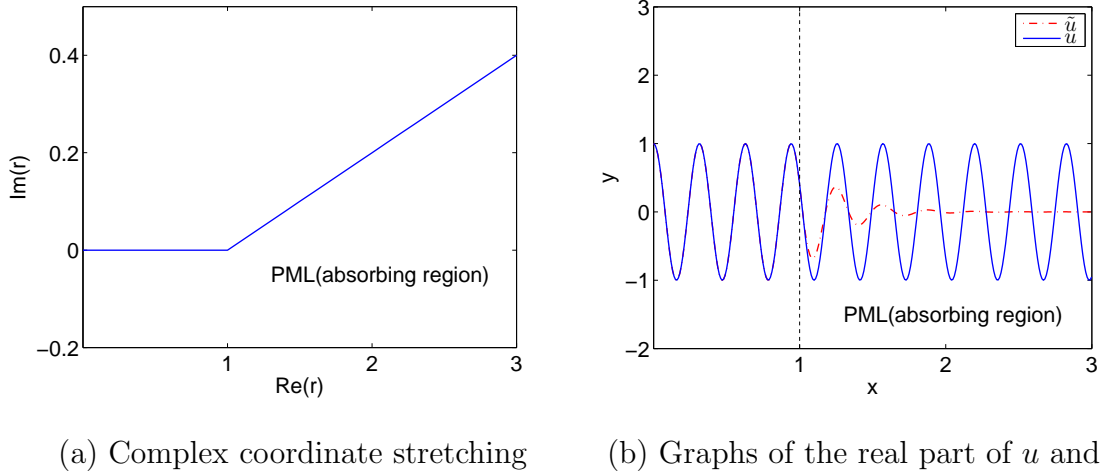 0.4
0.2
0
−0.2
1
2
3
Im(r)
Re(r)
PML(absorbing region)
(a) Complex coordinate stretching
3
2
1
0
−1
−2
0
1
2
3
y
x
ũ
u
PML(absorbing region)
(b) Graphs of the real part of u and